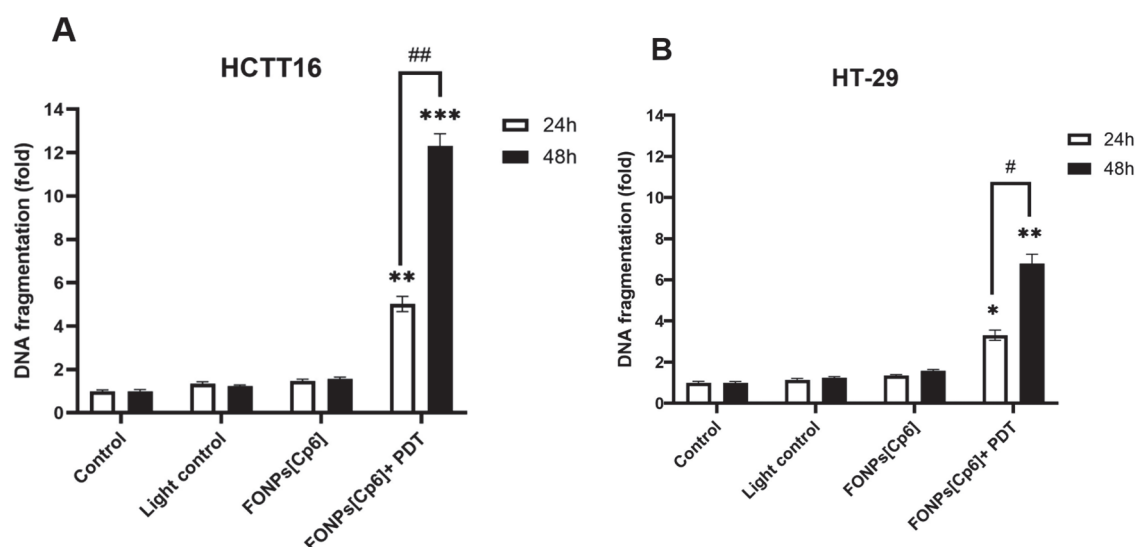 A
HCTT16
##
***
**
DNA fragmentation (fold)
14
12
10
8
6
4
2
0
Control
Light control
FONPs[Cp6]
FONPs[Cp6]+ PDT
24h
48h
B
HT-29
#
**
*
DNA fragmentation (fold)
14
12
10
8
6
4
2
0
Control
Light control
FONPs[Cp6]
FONPs[Cp6]+ PDT
24h
48h